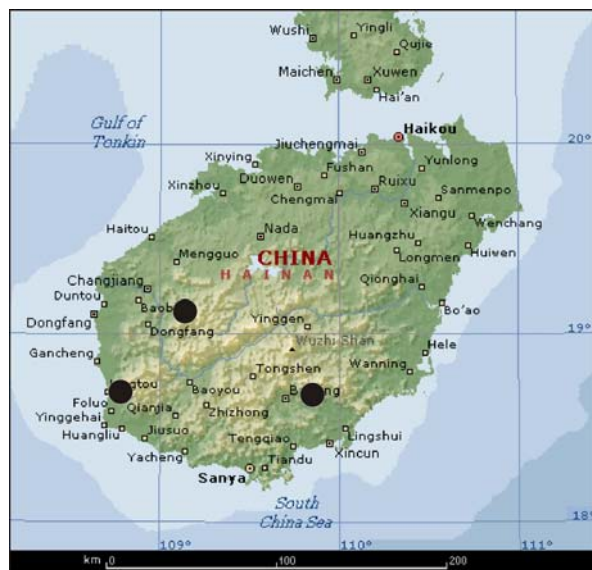 Wushi
Yingli
Qujie
Maichen
Xuwen
Hai'an
Gulf of
Tonkin
Haikou
20°
Jiuchengmai
Xinying
Fushan
Yunlong
Duowen
Ruixu
Xinzhou
Chengmai
Sanmenpo
Xiangu
Wenchang
Haitou
Nada
Huangzhu
Mengguo
CHINA
Longmen
Huiwen
HAINAN
Changjiang
Qionghai
Duntou
Bo'ao
Dongfang
Yinggen
19°
Dongfang
Wuzhi Shan
Hele
Gancheng
Tongshen
Wanning
Baoyou
Foluo
Qianjia
Zhizhong
Yinggehai
Huangliu
Jiusuo
Tengqiao
Lingshui
Yacheng
Xincun
Sanya
Tiandu
South
China Sea
18°
109°
110°
111°
km 0 100 200